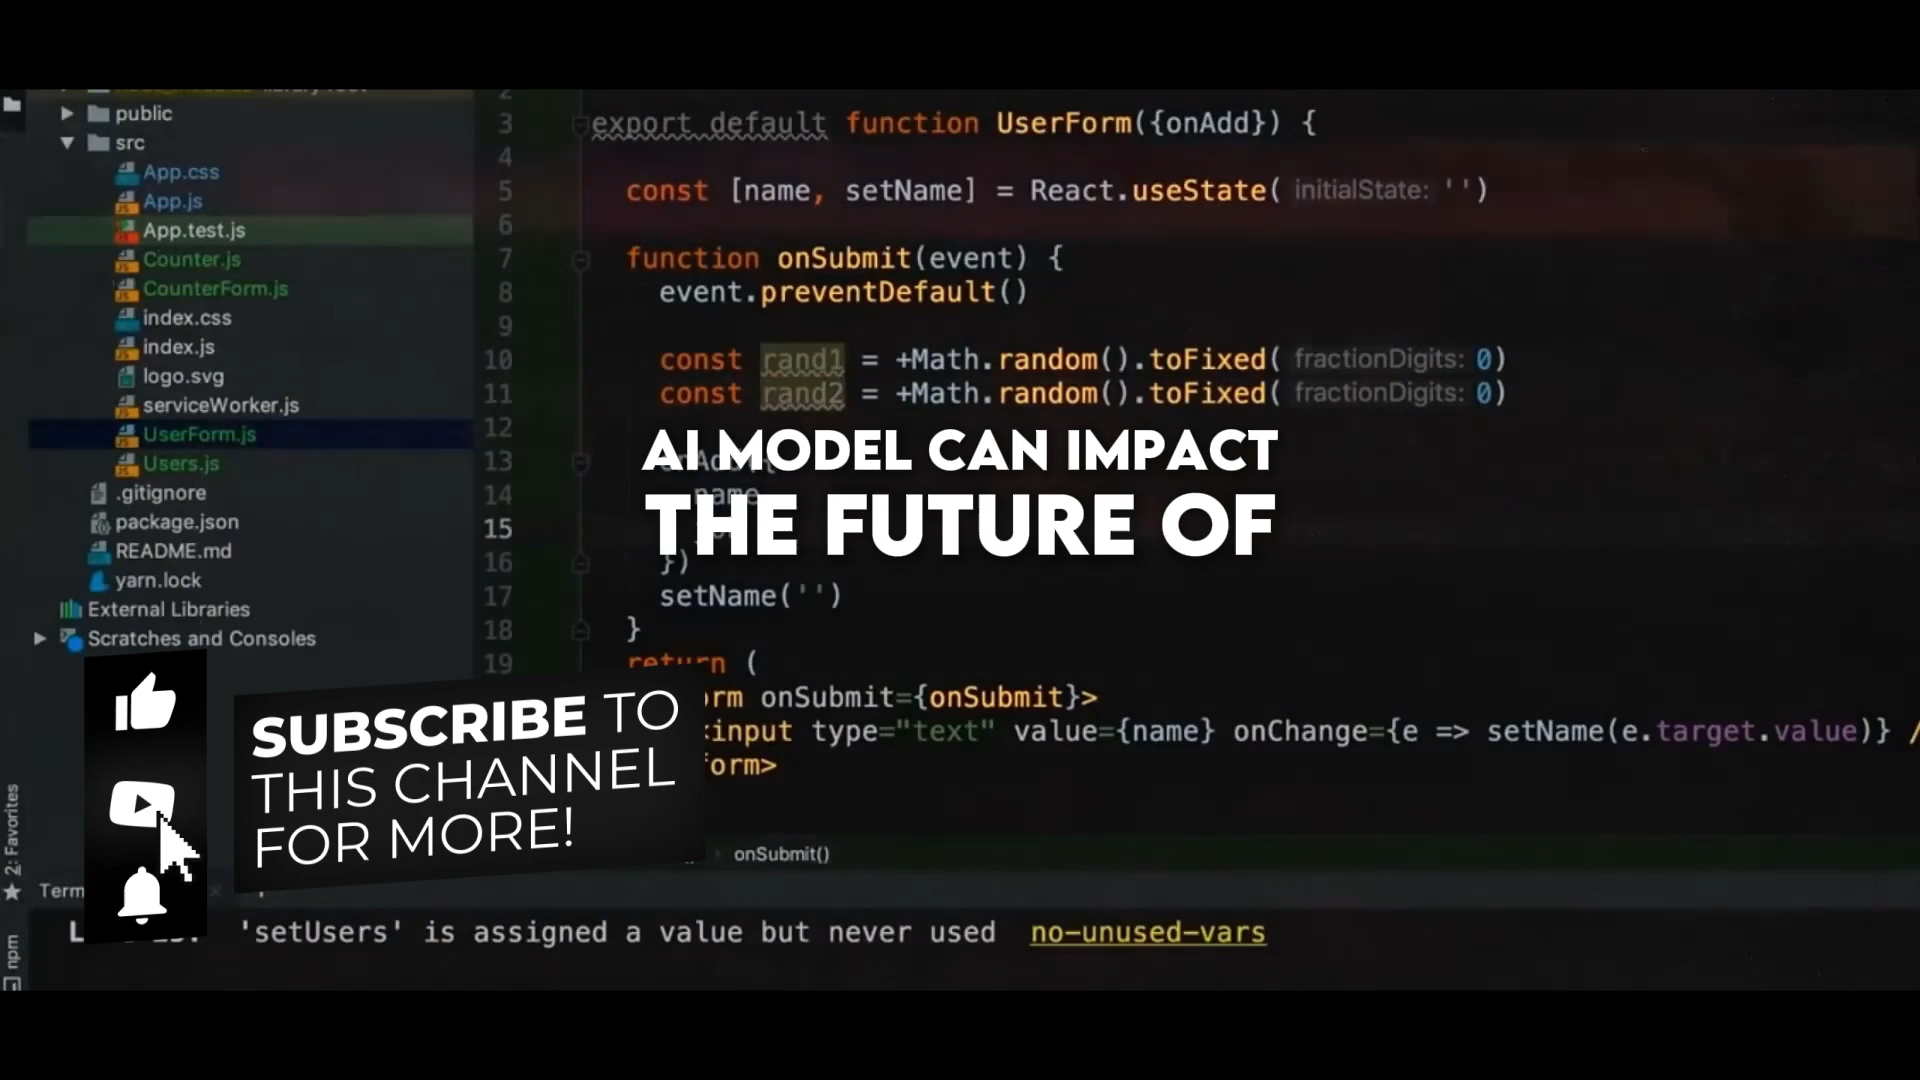 public
src
App.css
App.js
App.test.js
Counter.js
CounterForm.js
index.css
index.js
logo.svg
serviceWorker.js
UserForm.js
Users.js
.gitignore
package.json
README.md
yarn.lock
External Libraries
Scratches and Consoles
2: Favorites
npm
3 export default function UserForm({onAdd}) {
4
5 const [name, setName] = React.useState( initialState: '')
6
7 function onSubmit(event) {
8 event.preventDefault()
9
10 const rand1 = +Math.random().toFixed( fractionDigits: 0)
11 const rand2 = +Math.random().toFixed( fractionDigits: 0)
12
13
14 name
15
16 })
17 setName('')
18 }
19 return (
onSubmit={onSubmit}>
<input type="text" value={name} onChange={e => setName(e.target.value)} /
AI MODEL CAN IMPACT
THE FUTURE OF
SUBSCRIBE TO
THIS CHANNEL
FOR MORE!
onSubmit()
'setUsers' is assigned a value but never used no-unused-vars